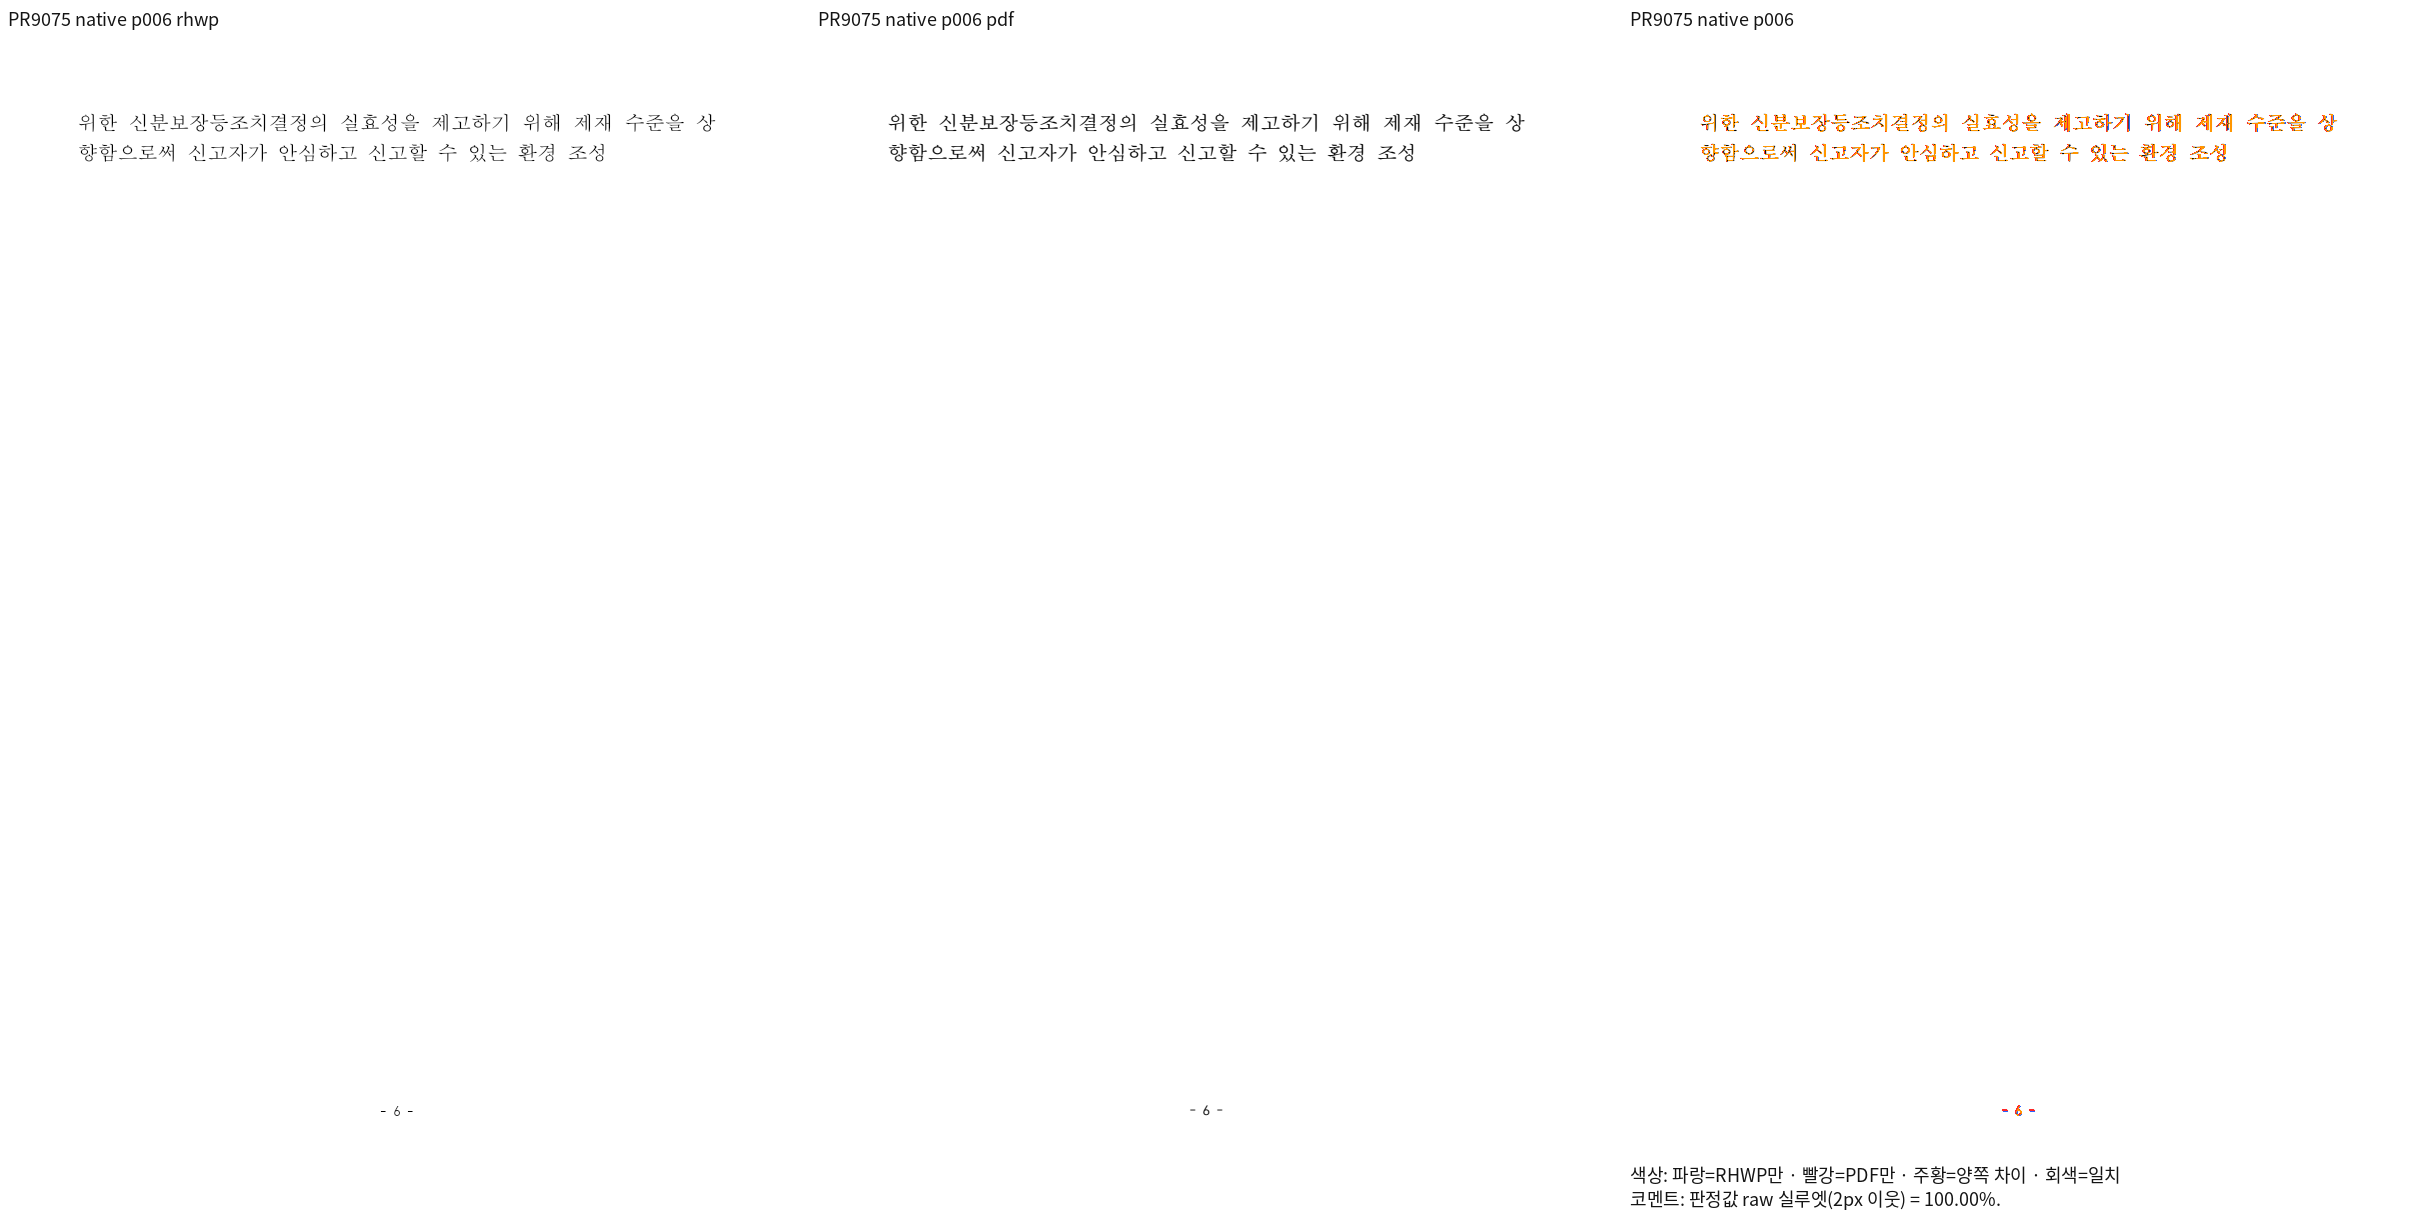 PR9075 native p006 rhwp
위한 신분보장등조치결정의 실효성을 제고하기 위해 제재 수준을 상
향함으로써 신고자가 안심하고 신고할 수 있는 환경 조성
- 6 -
PR9075 native p006 pdf
위한 신분보장등조치결정의 실효성을 제고하기 위해 제재 수준을 상
향함으로써 신고자가 안심하고 신고할 수 있는 환경 조성
- 6 -
PR9075 native p006
위한 신분보장등조치결정의 실효성을 제고하기 위해 제재 수준을 상
향함으로써 신고자가 안심하고 신고할 수 있는 환경 조성
- 6 -
색상: 파랑=RHWP만 · 빨강=PDF만 · 주황=양쪽 차이 · 회색=일치
코멘트: 판정값 raw 실루엣(2px 이웃) = 100.00%.